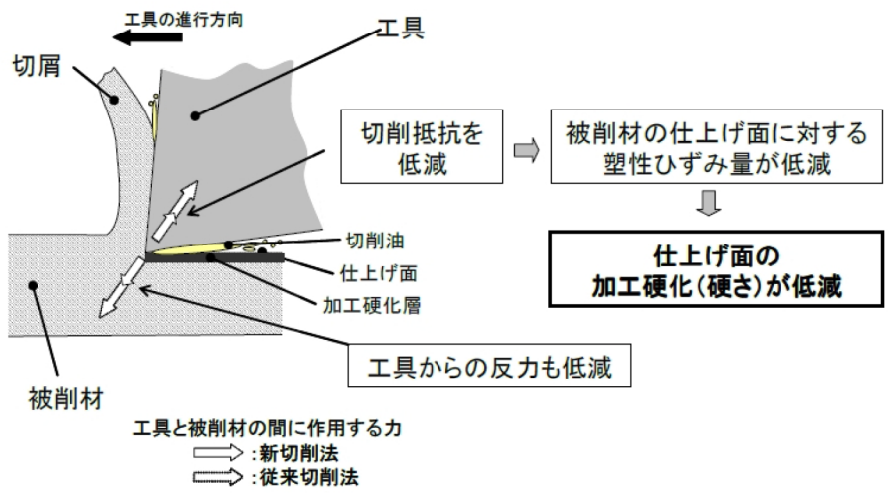 工具の進行方向
工具
切屑
切削抵抗を
低減
被削材の仕上げ面に対する
塑性ひずみ量が低減
切削油
仕上げ面
加工硬化層
仕上げ面の
加工硬化(硬さ)が低減
工具からの反力も低減
被削材
工具と被削材の間に作用する力
:新切削法
:従来切削法